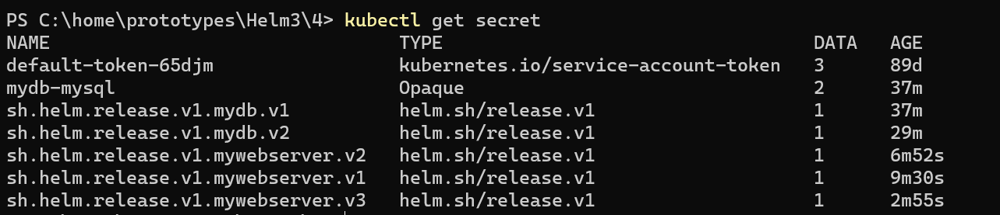 PS C:\home\prototypes\Helm3\4> kubectl get secret
NAME TYPE DATA AGE
default-token-65djm kubernetes.io/service-account-token 3 89d
mydb-mysql Opaque 2 37m
sh.helm.release.v1.mydb.v1 helm.sh/release.v1 1 37m
sh.helm.release.v1.mydb.v2 helm.sh/release.v1 1 29m
sh.helm.release.v1.mywebserver.v2 helm.sh/release.v1 1 6m52s
sh.helm.release.v1.mywebserver.v1 helm.sh/release.v1 1 9m30s
sh.helm.release.v1.mywebserver.v3 helm.sh/release.v1 1 2m55s